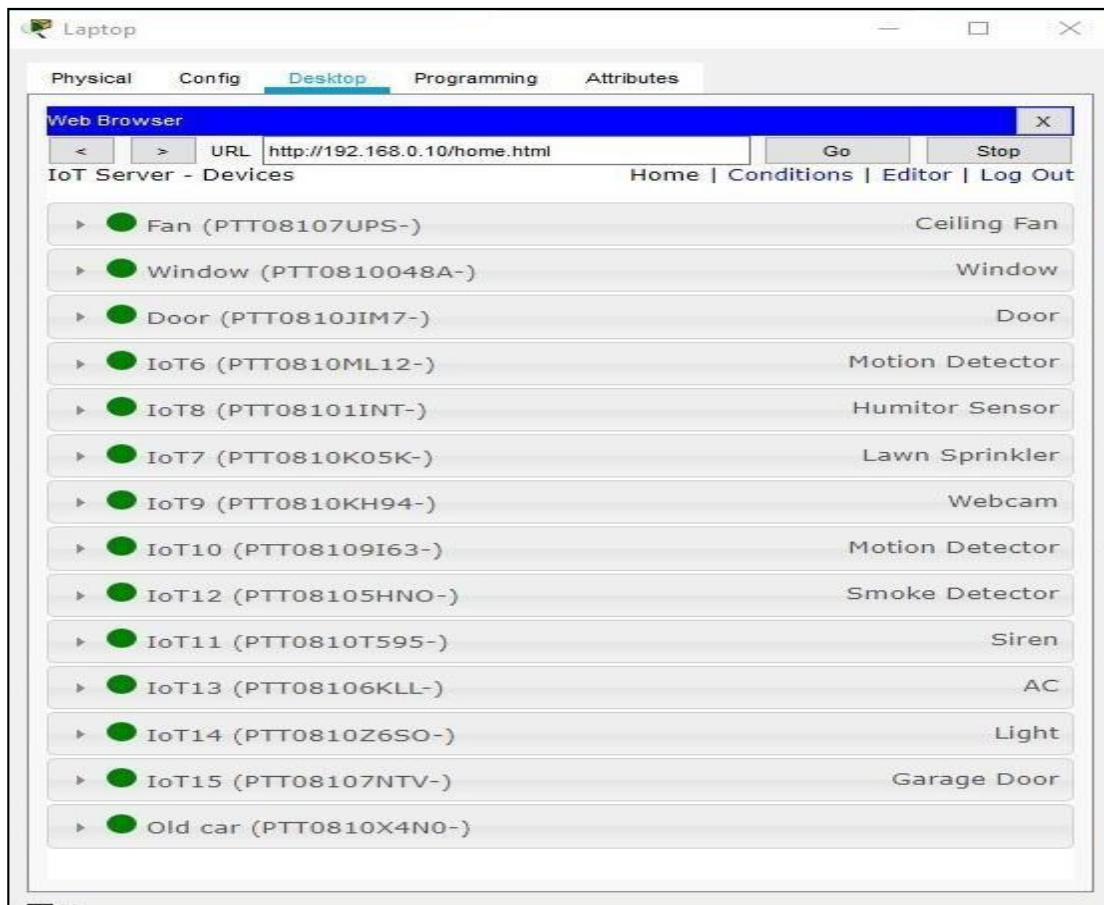 Laptop
Physical Config Desktop Programming Attributes
Web Browser X
< > URL http://192.168.0.10/home.html Go Stop
IoT Server - Devices Home | Conditions | Editor | Log Out
Fan (PTT08107UPS-) Ceiling Fan
Window (PTT0810048A-) Window
Door (PTT0810JIM7-) Door
IoT6 (PTT0810ML12-) Motion Detector
IoT8 (PTT08101INT-) Humitor Sensor
IoT7 (PTT0810K05K-) Lawn Sprinkler
IoT9 (PTT0810KH94-) Webcam
IoT10 (PTT08109I63-) Motion Detector
IoT12 (PTT08105HNO-) Smoke Detector
IoT11 (PTT0810T595-) Siren
IoT13 (PTT08106KLL-) AC
IoT14 (PTT0810Z6SO-) Light
IoT15 (PTT08107NTV-) Garage Door
Old car (PTT0810X4N0-)